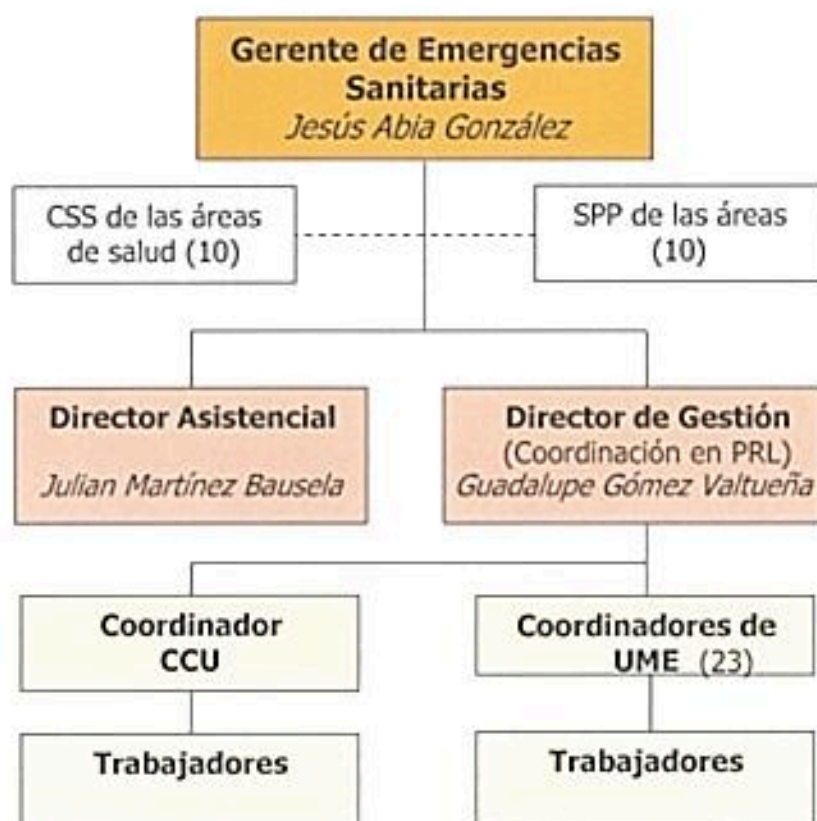 Gerente de Emergencias
Sanitarias
Jesús Abia González
CSS de las áreas
de salud (10)
SPP de las áreas
(10)
Director Asistencial
Julian Martínez Bausela
Director de Gestión
(Coordinación en PRL)
Guadalupe Gómez Valtueña
Coordinador
CCU
Coordinadores de
UME (23)
Trabajadores
Trabajadores